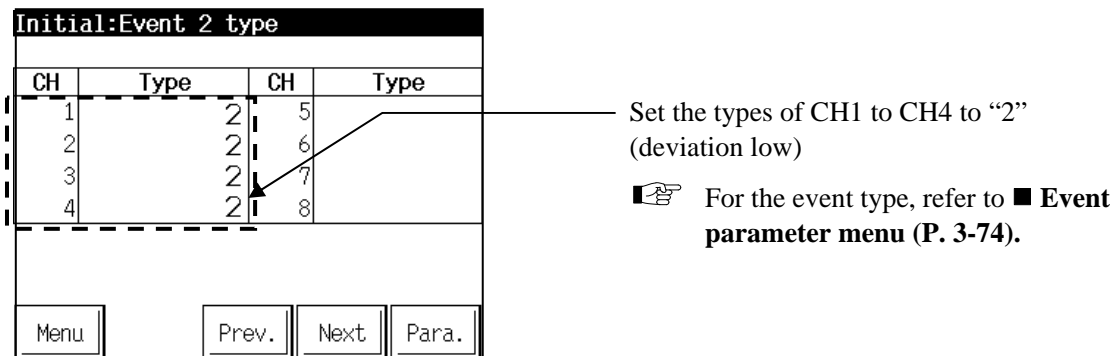 Initial:Event 2 type
CH Type CH Type
1 2 5
2 2 6
3 2 7
4 2 8
Menu Prev. Next Para.
Set the types of CH1 to CH4 to “2”
(deviation low)
☞ For the event type, refer to ■ Event
parameter menu (P. 3-74).